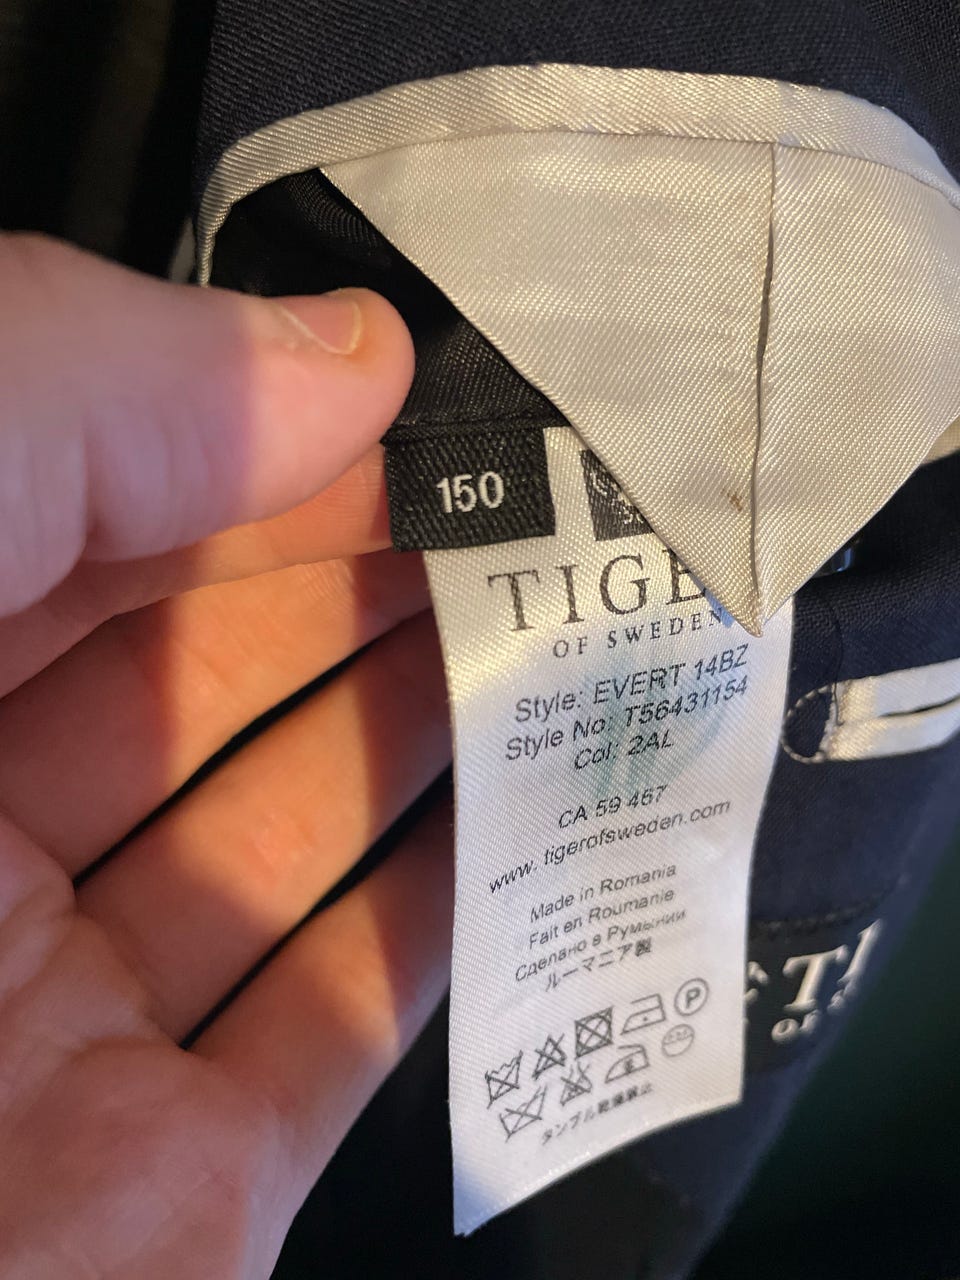 150
TIGE
OF SWEDEN
Style: EVERT 14BZ
Style No: T56431154
Col: 2AL
CA 59 467
www.tigerofsweden.com
Made in Romania
Fait en Roumanie
Сделано в Румынии
ルーマニア製
P
タンブル乾燥禁止